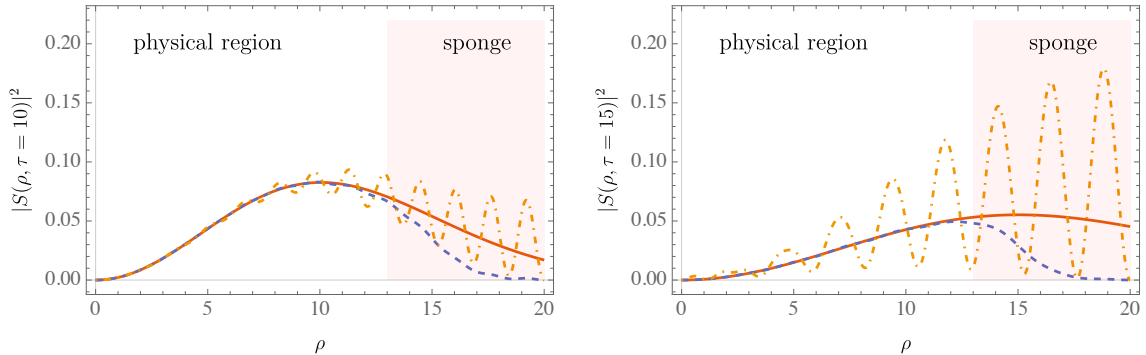 physical region
sponge
0.20
0.15
0.10
0.05
0.00
|S(ρ, τ = 10)|²
0 5 10 15 20
ρ
physical region
sponge
0.20
0.15
0.10
0.05
0.00
|S(ρ, τ = 15)|²
0 5 10 15 20
ρ